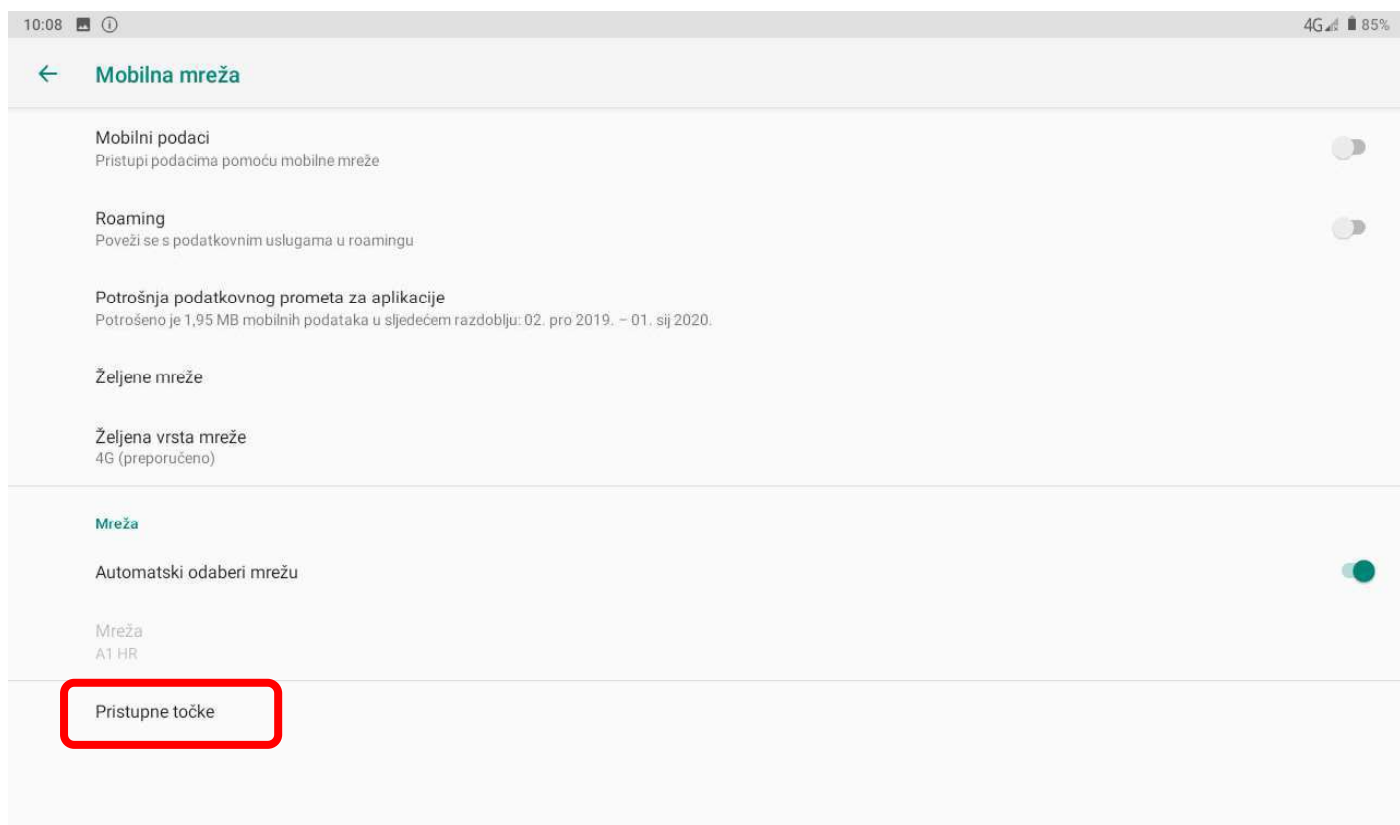 10:08
4G 85%
Mobilna mreža
Mobilni podaci
Pristupi podacima pomoću mobilne mreže
Roaming
Poveži se s podatkovnim uslugama u roamingu
Potrošnja podatkovnog prometa za aplikacije
Potrošeno je 1,95 MB mobilnih podataka u sljedećem razdoblju: 02. pro 2019. – 01. sij 2020.
Željene mreže
Željena vrsta mreže
4G (preporučeno)
Mreža
Automatski odaberi mrežu
Mreža
A1 HR
Pristupne točke